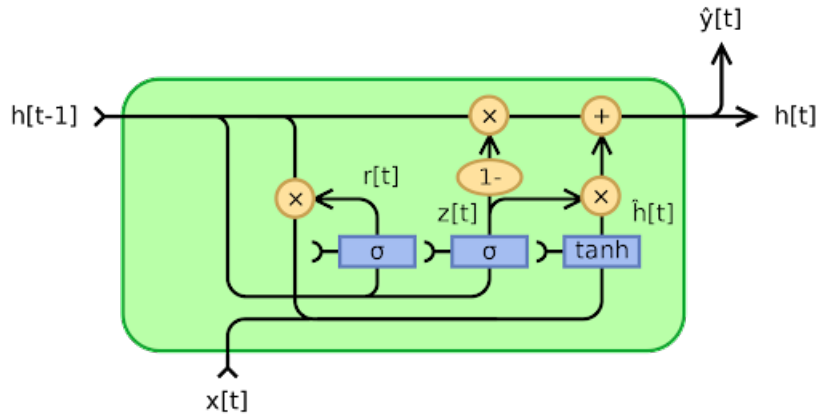 ŷ[t]
h[t-1]
×
+
h[t]
r[t]
1-
×
z[t]
×
ĥ[t]
σ
σ
tanh
x[t]